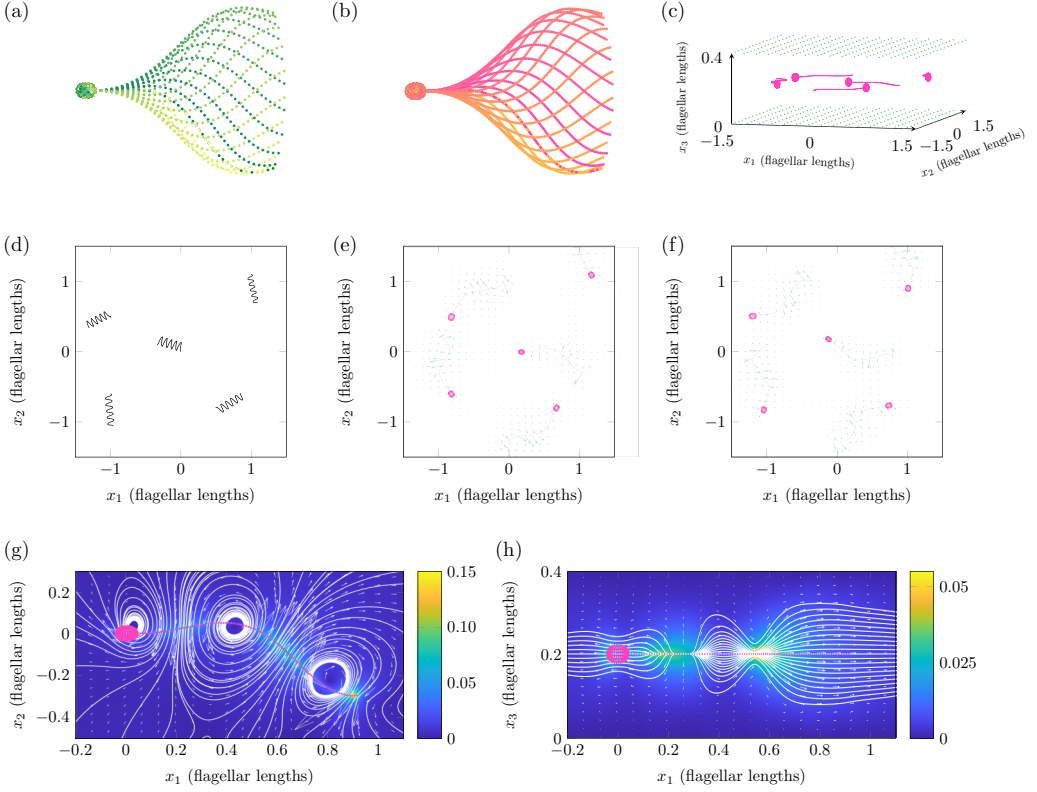 (a)
(b)
(c)
0.4
0
−1.5
0
1.5
−1.5
0
1.5
x3 (flagellar lengths)
x1 (flagellar lengths)
x2 (flagellar lengths)
(d)
1
0
−1
−1
0
1
x2 (flagellar lengths)
x1 (flagellar lengths)
(e)
1
0
−1
−1
0
1
x2 (flagellar lengths)
x1 (flagellar lengths)
(f)
1
0
−1
−1
0
1
x2 (flagellar lengths)
x1 (flagellar lengths)
(g)
0.2
0
−0.2
−0.4
−0.2
0
0.2
0.4
0.6
0.8
1
x2 (flagellar lengths)
x1 (flagellar lengths)
0.15
0.10
0.05
0
(h)
0.4
0.2
0
−0.2
0
0.2
0.4
0.6
0.8
1
x3 (flagellar lengths)
x1 (flagellar lengths)
0.05
0.025
0